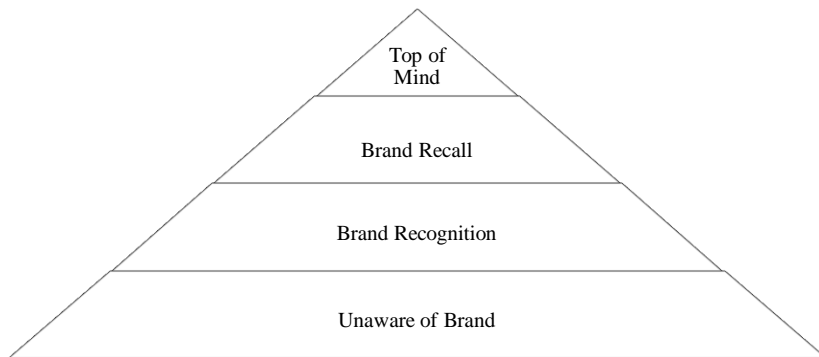 Top of
Mind
Brand Recall
Brand Recognition
Unaware of Brand